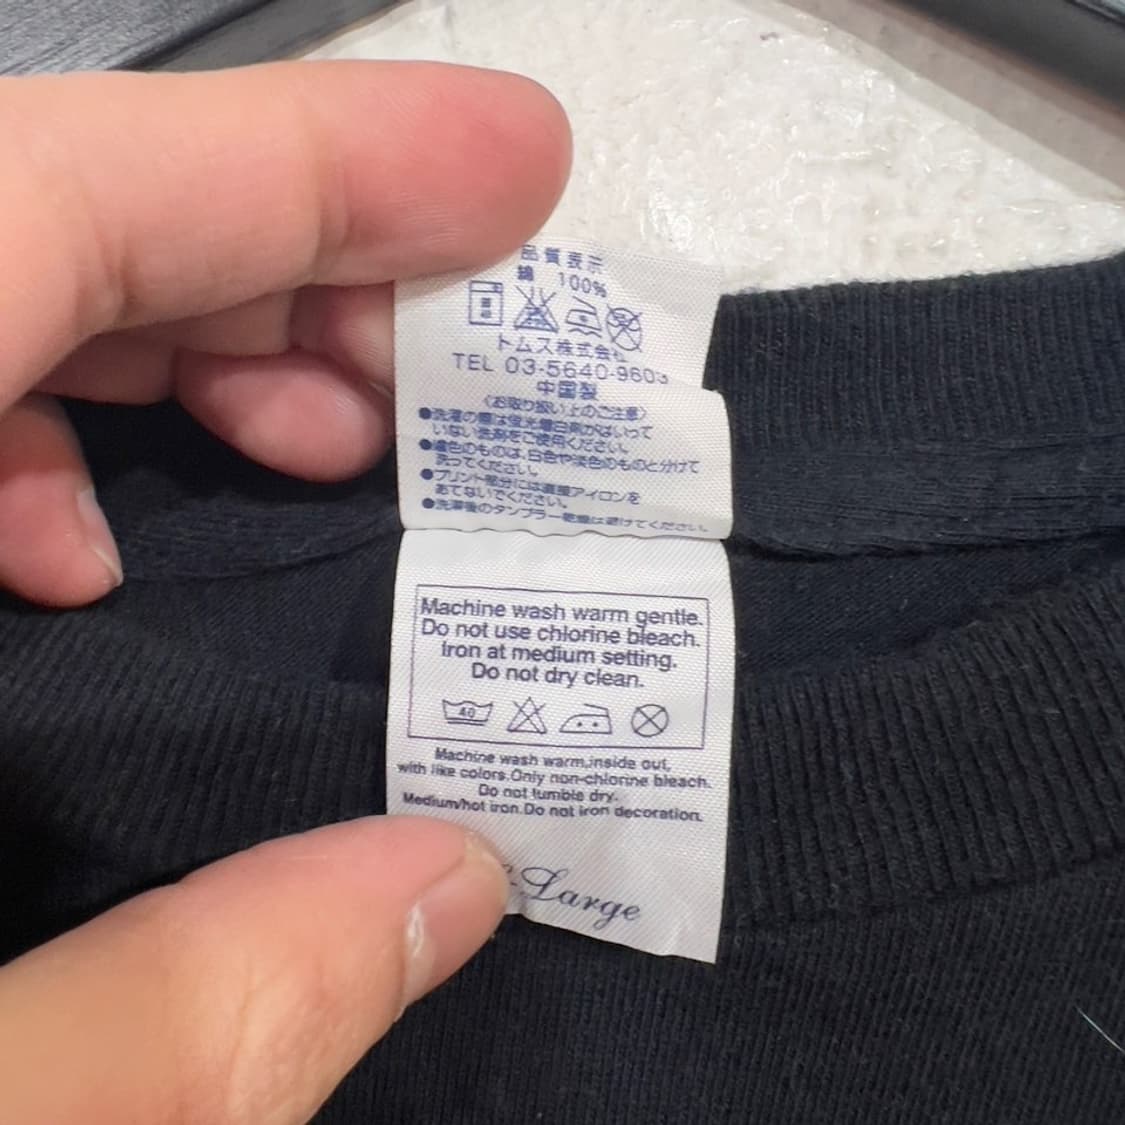 品質表示
綿 100%
トムス株式会社
TEL 03-5640-9603
中国製
〈お取り扱い上のご注意〉
●洗濯の際は蛍光増白剤がはいって
いない洗剤をご使用ください。
●濃色のものは、白色や淡色のものと分けて
洗ってください。
●プリント部分には直接アイロンを
あてないでください。
●洗濯後のタンブラー乾燥は避けてください。
Machine wash warm gentle.
Do not use chlorine bleach.
Iron at medium setting.
Do not dry clean.
40
Machine wash warm,inside out,
with like colors.Only non-chlorine bleach.
Do not tumble dry.
Medium/hot iron.Do not iron decoration.
-Large